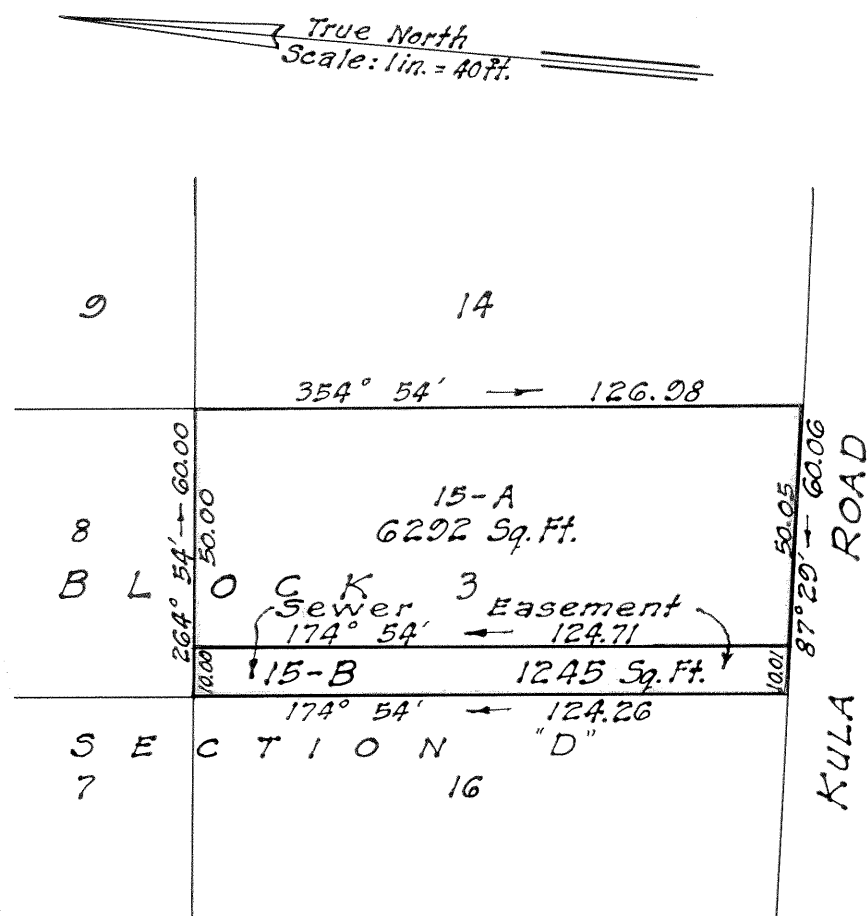 True North
Scale: 1in. = 40ft.
9
14
354° 54' → 126.98
264° 54' ← 60.00
50.00
15-A
6292 Sq. Ft.
50.05
87° 29' ← 60.06
KULA ROAD
8
BLOCK 3
Sewer Easement
174° 54' ← 124.71
10.00
15-B
1245 Sq. Ft.
10.01
174° 54' ← 124.26
SECTION "D"
7
16